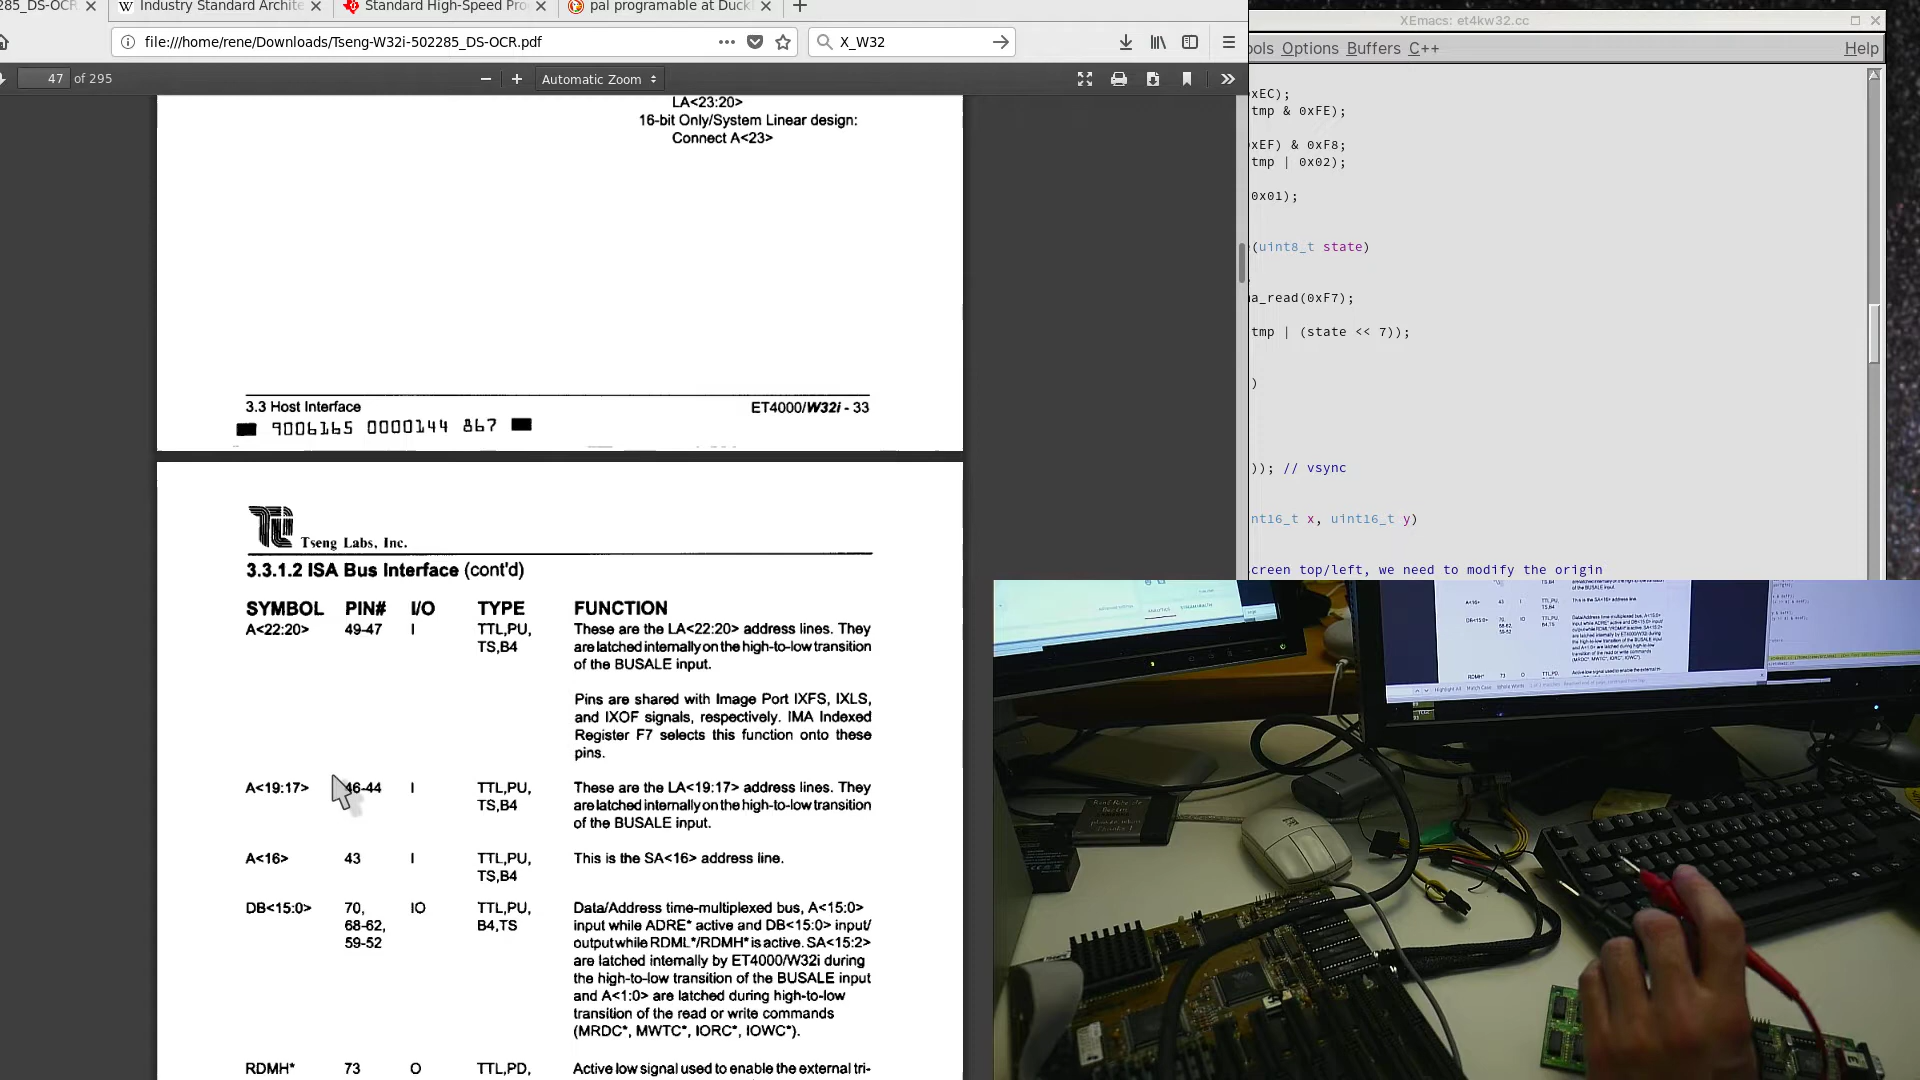 285_DS-OCR
Industry Standard Archite
Standard High-Speed Pro
pal programable at Duck
XEmacs: et4kw32.cc
file:///home/rene/Downloads/Tseng-W32i-502285_DS-OCR.pdf
X_W32
ools Options Buffers C++
Help
47 of 295
Automatic Zoom
LA<23:20>
16-bit Only/System Linear design:
Connect A<23>
xEC);
tmp & 0xFE);
xEF) & 0xF8;
tmp | 0x02);
0x01);
(uint8_t state)
a_read(0xF7);
tmp | (state << 7));
)
)); // vsync
nt16_t x, uint16_t y)
screen top/left, we need to modify the origin
3.3 Host Interface
ET4000/W32i - 33
9006165 0000144 867
Tseng Labs, Inc.
3.3.1.2 ISA Bus Interface (cont'd)
SYMBOL PIN# I/O TYPE FUNCTION
A<22:20> 49-47 I TTL,PU, These are the LA<22:20> address lines. They
TS,B4 are latched internally on the high-to-low transition
of the BUSALE input.
Pins are shared with Image Port IXFS, IXLS,
and IXOF signals, respectively. IMA Indexed
Register F7 selects this function onto these
pins.
A<19:17> 46-44 I TTL,PU, These are the LA<19:17> address lines. They
TS,B4 are latched internally on the high-to-low transition
of the BUSALE input.
A<16> 43 I TTL,PU, This is the SA<16> address line.
TS,B4
DB<15:0> 70, IO TTL,PU, Data/Address time-multiplexed bus, A<15:0>
68-62, B4,TS input while ADRE* active and DB<15:0> input/
59-52 output while RDML*/RDMH* is active. SA<15:2>
are latched internally by ET4000/W32i during
the high-to-low transition of the BUSALE input
and A<1:0> are latched during high-to-low
transition of the read or write commands
(MRDC*, MWTC*, IORC*, IOWC*).
RDMH* 73 O TTL,PD, Active low signal used to enable the external tri-